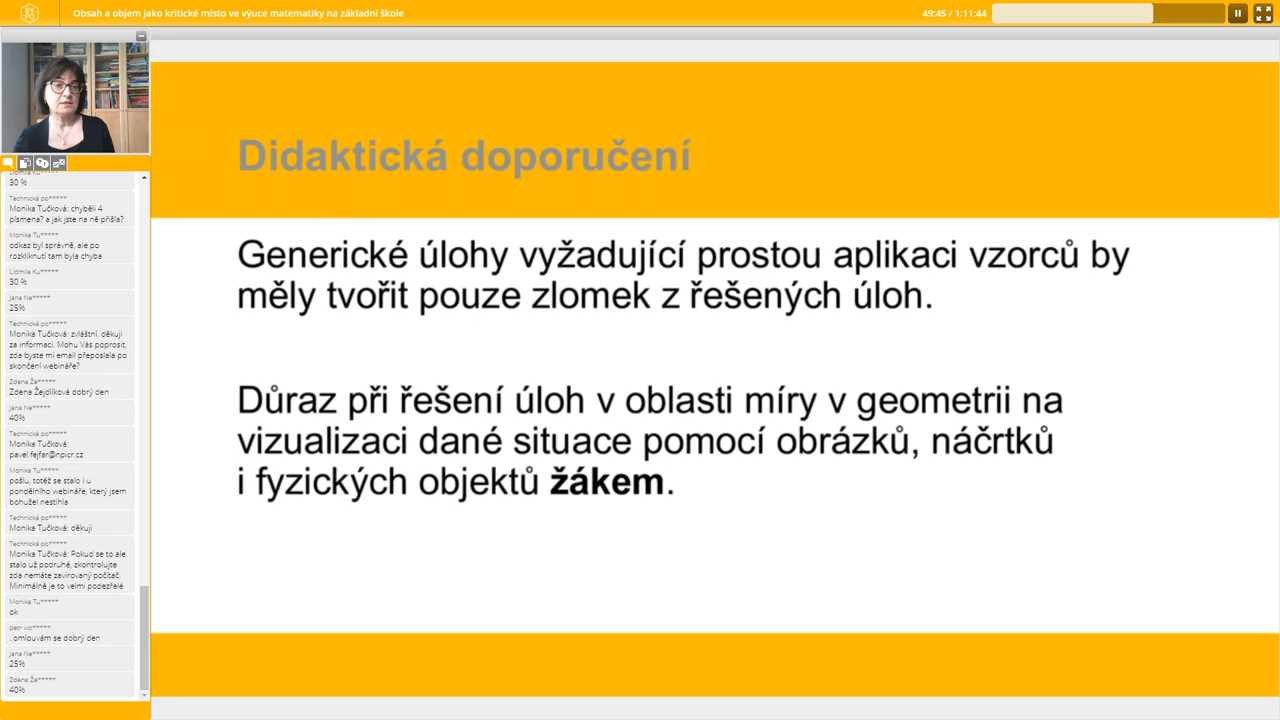 Obsah a objem jako kritické místo ve výuce matematiky na základní škole
49:45 / 1:11:44
Didaktická doporučení
Generické úlohy vyžadující prostou aplikaci vzorců by
měly tvořit pouze zlomek z řešených úloh.
Důraz při řešení úloh v oblasti míry v geometrii na
vizualizaci dané situace pomocí obrázků, náčrtků
i fyzických objektů žákem.
30 %
Technická po*****
Monika Tučková: chyběli 4
písmena? a jak jste na ně přišla?
Monika Tu*****
odkaz byl správně, ale po
rozkliknutí tam byla chyba
Lidmila Ku*****
30 %
Jana Ne*****
25%
Technická po*****
Monika Tučková: zvláštní, děkuji
za informaci. Mohu Vás poprosit,
zda byste mi email přeposlala po
skončení webináře?
Zdena Že*****
Zdena Žejdlíková dobrý den
Jana Ne*****
40%
Technická po*****
Monika Tučková:
pavel.fejfar@npicr.cz
Monika Tu*****
pošlu, totéž se stalo i u
pondělního webináře, který jsem
bohužel nestihla
Technická po*****
Monika Tučková: děkuji
Technická po*****
Monika Tučková: Pokud se to ale
stalo už podruhé, zkontrolujte
zda nemáte zavirovaný počítač.
Minimálně je to velmi podezřelé
Monika Tu*****
ok
petr wo*****
..omlouvám se dobrý den
Jana Ne*****
25%
Zdena Že*****
40%